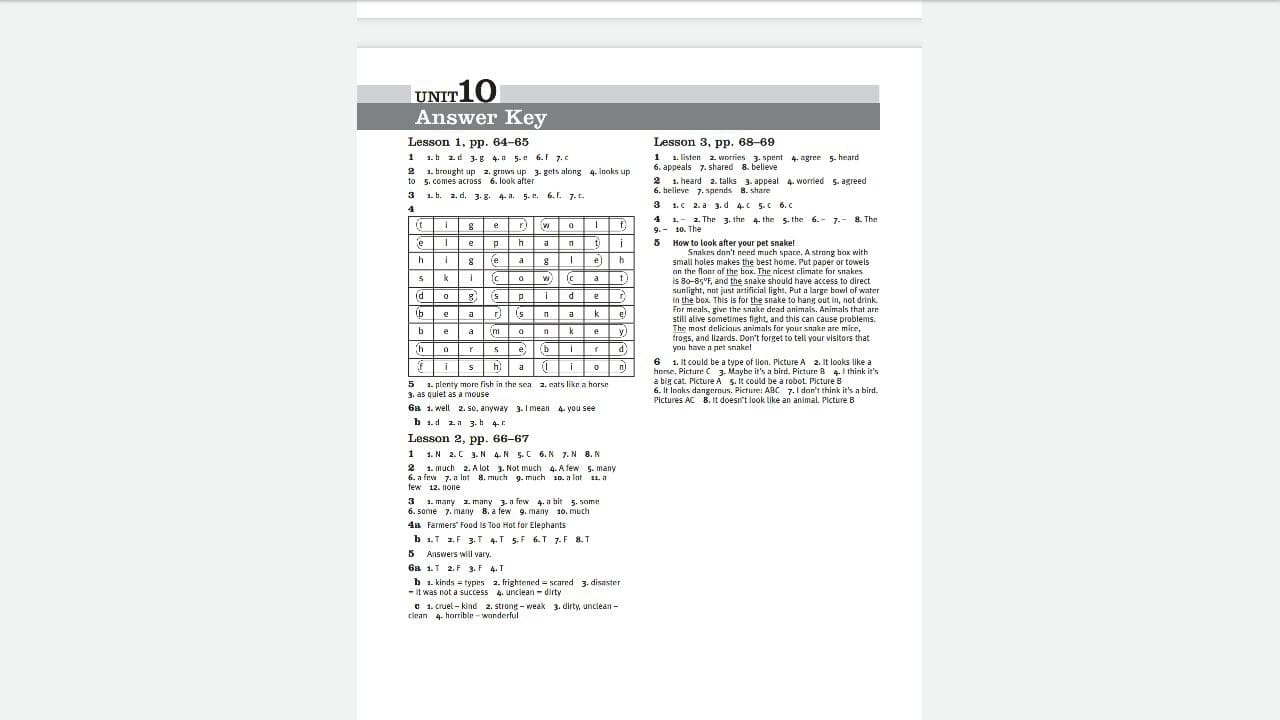 UNIT 10
Answer Key
Lesson 1, pp. 64–65
1 1. b 2. d 3. g 4. a 5. e 6. f 7. c
2 1. brought up 2. grows up 3. gets along 4. looks up
to 5. comes across 6. look after
3 1. b. 2. d. 3. g. 4. a. 5. e. 6. f. 7. c.
4
t i g e r w o l f
e l e p h a n t j
h i g e a g l e h
s k i c o w c a t
d o g s p i d e r
b e a r s n a k e
b e a m o n k e y
h o r s e b i r d
f i s h a l i o n
5 1. plenty more fish in the sea 2. eats like a horse
3. as quiet as a mouse
6a 1. well 2. so, anyway 3. I mean 4. you see
b 1. d 2. a 3. b 4. c
Lesson 2, pp. 66–67
1 1. N 2. C 3. N 4. N 5. C 6. N 7. N 8. N
2 1. much 2. A lot 3. Not much 4. A few 5. many
6. a few 7. a lot 8. much 9. much 10. a lot 11. a
few 12. none
3 1. many 2. many 3. a few 4. a bit 5. some
6. some 7. many 8. a few 9. many 10. much
4a Farmers' Food Is Too Hot for Elephants
b 1. T 2. F 3. T 4. T 5. F 6. T 7. F 8. T
5 Answers will vary.
6a 1. T 2. F 3. F 4. T
b 1. kinds = types 2. frightened = scared 3. disaster
= it was not a success 4. unclean = dirty
c 1. cruel – kind 2. strong – weak 3. dirty, unclean –
clean 4. horrible – wonderful
Lesson 3, pp. 68–69
1 1. listen 2. worries 3. spent 4. agree 5. heard
6. appeals 7. shared 8. believe
2 1. heard 2. talks 3. appeal 4. worried 5. agreed
6. believe 7. spends 8. share
3 1. c 2. a 3. d 4. c 5. c 6. c
4 1. – 2. The 3. the 4. the 5. the 6. – 7. – 8. The
9. – 10. The
5 How to look after your pet snake!
Snakes don't need much space. A strong box with
small holes makes the best home. Put paper or towels
on the floor of the box. The nicest climate for snakes
is 80–85°F, and the snake should have access to direct
sunlight, not just artificial light. Put a large bowl of water
in the box. This is for the snake to hang out in, not drink.
For meals, give the snake dead animals. Animals that are
still alive sometimes fight, and this can cause problems.
The most delicious animals for your snake are mice,
frogs, and lizards. Don't forget to tell your visitors that
you have a pet snake!
6 1. It could be a type of lion. Picture A 2. It looks like a
horse. Picture C 3. Maybe it's a bird. Picture B 4. I think it's
a big cat. Picture A 5. It could be a robot. Picture B
6. It looks dangerous. Picture: ABC 7. I don't think it's a bird.
Pictures AC 8. It doesn't look like an animal. Picture B